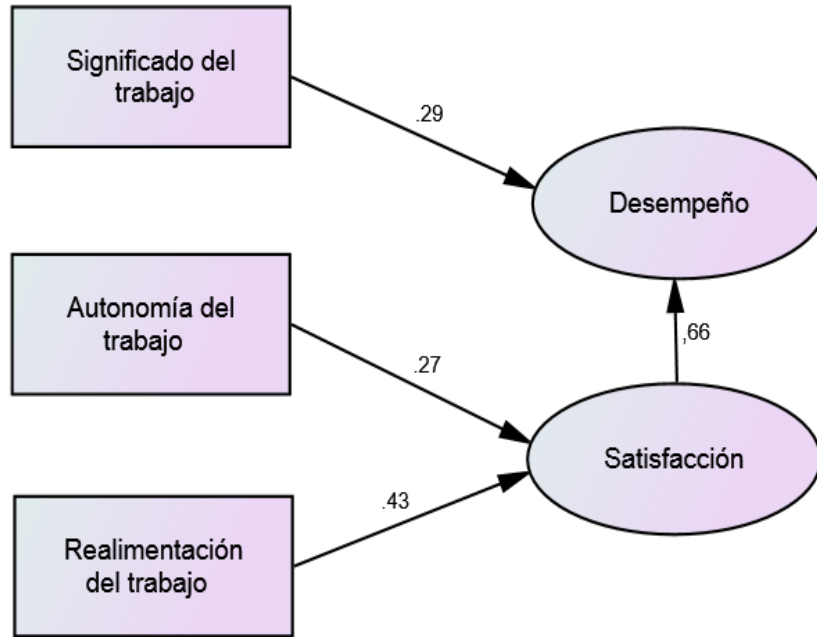 Significado del
trabajo
.29
Desempeño
Autonomía del
trabajo
,66
.27
Satisfacción
.43
Realimentación
del trabajo